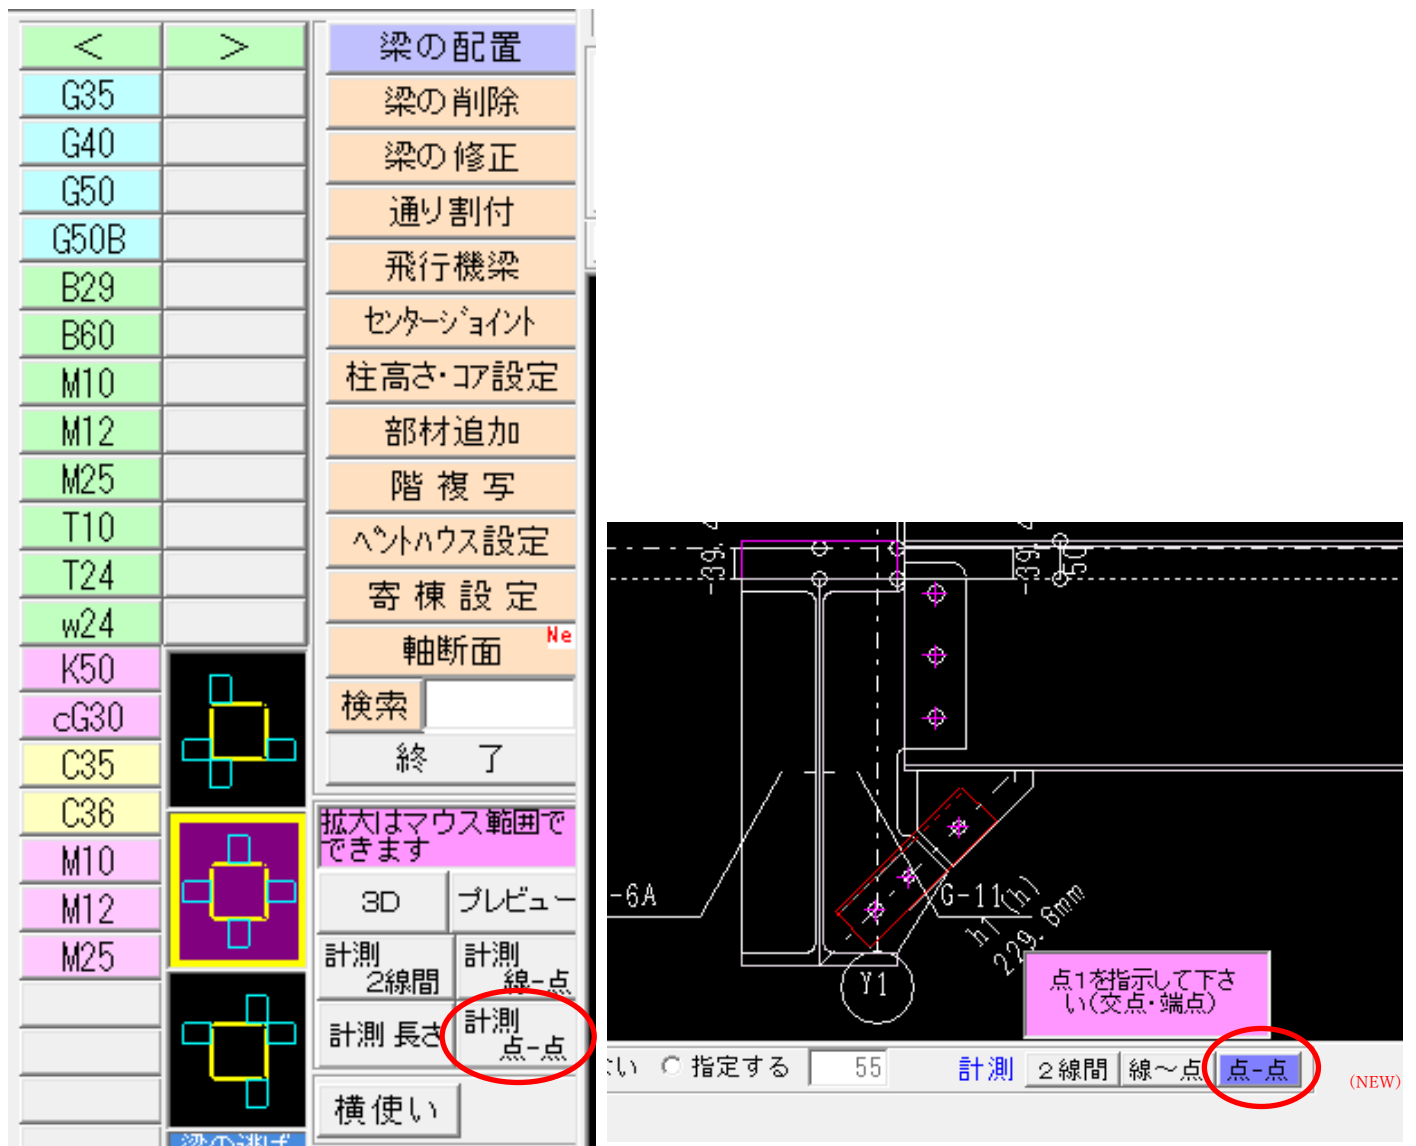 <
>
G35
G40
G50
G50B
B29
B60
M10
M12
M25
T10
T24
w24
K50
cG30
C35
C36
M10
M12
M25
梁の配置
梁の削除
梁の修正
通り割付
飛行機梁
ｾﾝﾀｰｼﾞｮｲﾝﾄ
柱高さ･ｺｱ設定
部材追加
階 複 写
ﾍﾟﾝﾄﾊｳｽ設定
寄 棟 設 定
軸断面
Ne
検索
終　了
拡大はマウス範囲で
できます
3D
プレビュー
計測
2線間
計測
線-点
計測 長さ
計測
点-点
横使い
梁の逃げ
-39.
-39.
50
-6A
G-11
h1(h)
229.8mm
Y1
点1を指示して下さ
い(交点･端点)
い
指定する
55
計測
2線間
線～点
点-点
(NEW)